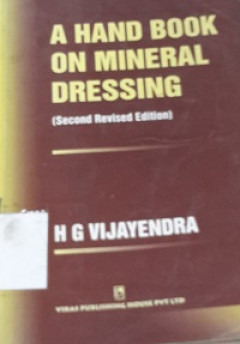 A HAND BOOK
ON MINERAL
DRESSING
(Second Revised Edition)
H G VIJAYENDRA
VIKAS PUBLISHING HOUSE PVT LTD